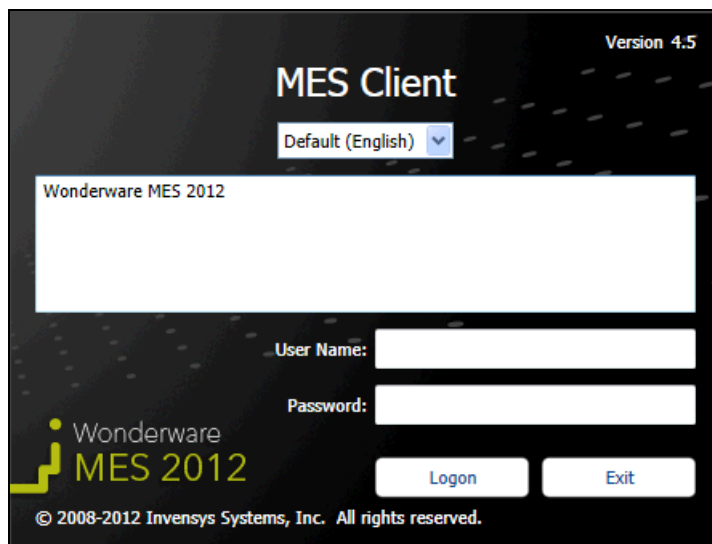 Version 4.5
MES Client
Default (English)
Wonderware MES 2012
User Name:
Password:
Wonderware
MES 2012
Logon
Exit
© 2008-2012 Invensys Systems, Inc. All rights reserved.